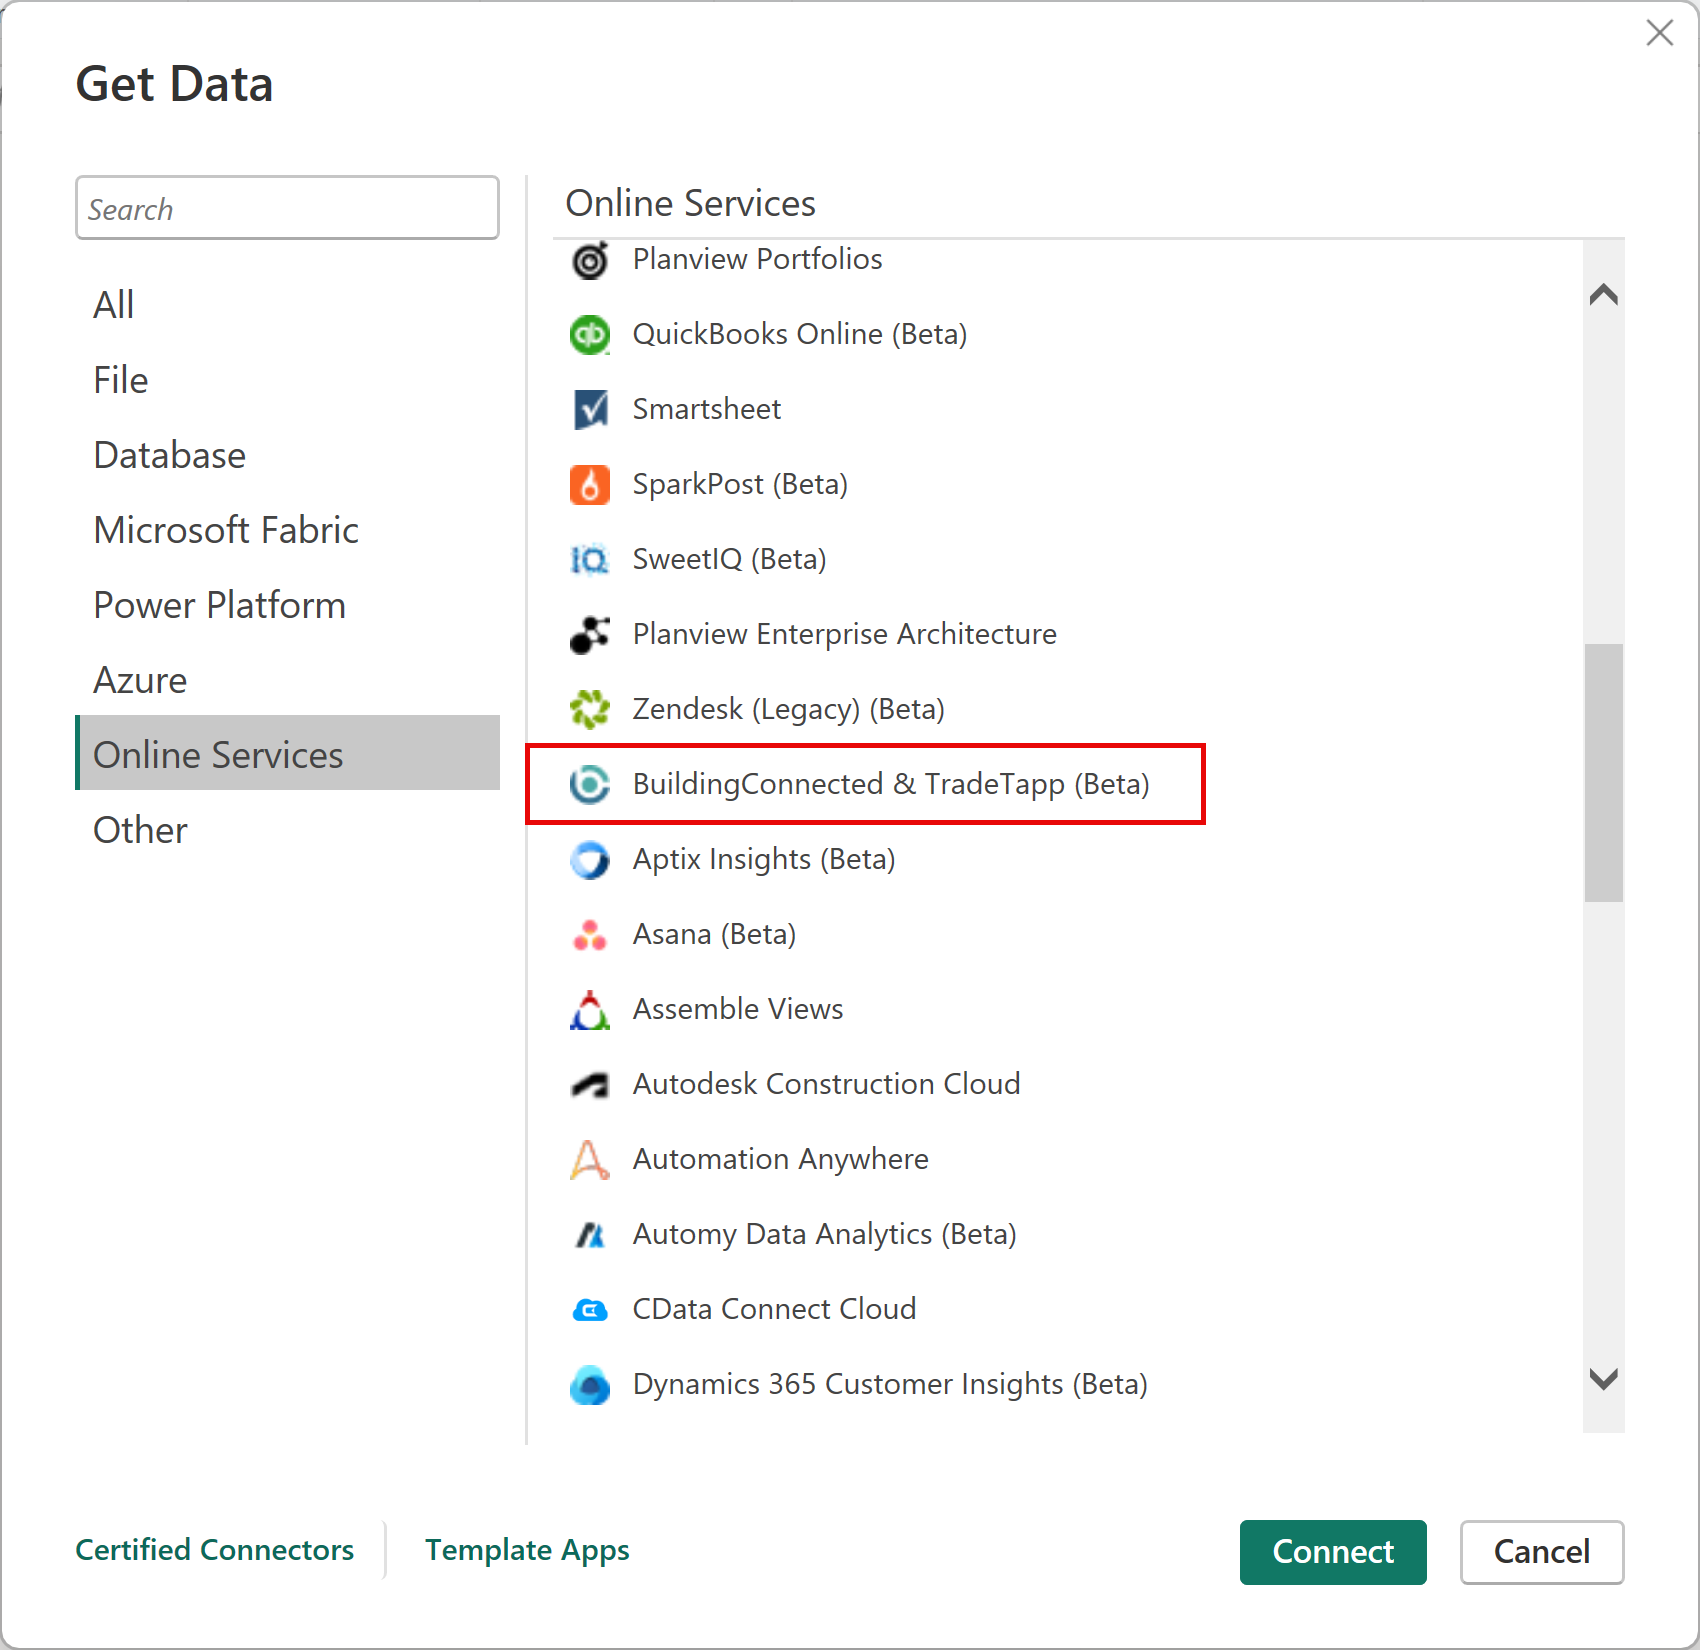 Get Data
Search
All
File
Database
Microsoft Fabric
Power Platform
Azure
Online Services
Other
Online Services
Planview Portfolios
QuickBooks Online (Beta)
Smartsheet
SparkPost (Beta)
SweetIQ (Beta)
Planview Enterprise Architecture
Zendesk (Legacy) (Beta)
BuildingConnected & TradeTapp (Beta)
Aptix Insights (Beta)
Asana (Beta)
Assemble Views
Autodesk Construction Cloud
Automation Anywhere
Automy Data Analytics (Beta)
CData Connect Cloud
Dynamics 365 Customer Insights (Beta)
Certified Connectors
Template Apps
Connect
Cancel